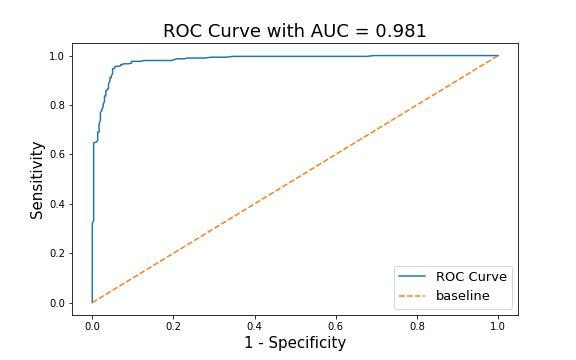 ROC Curve with AUC = 0.981
1.0
0.8
0.6
0.4
0.2
0.0
Sensitivity
ROC Curve
baseline
0.0 0.2 0.4 0.6 0.8 1.0
1 - Specificity